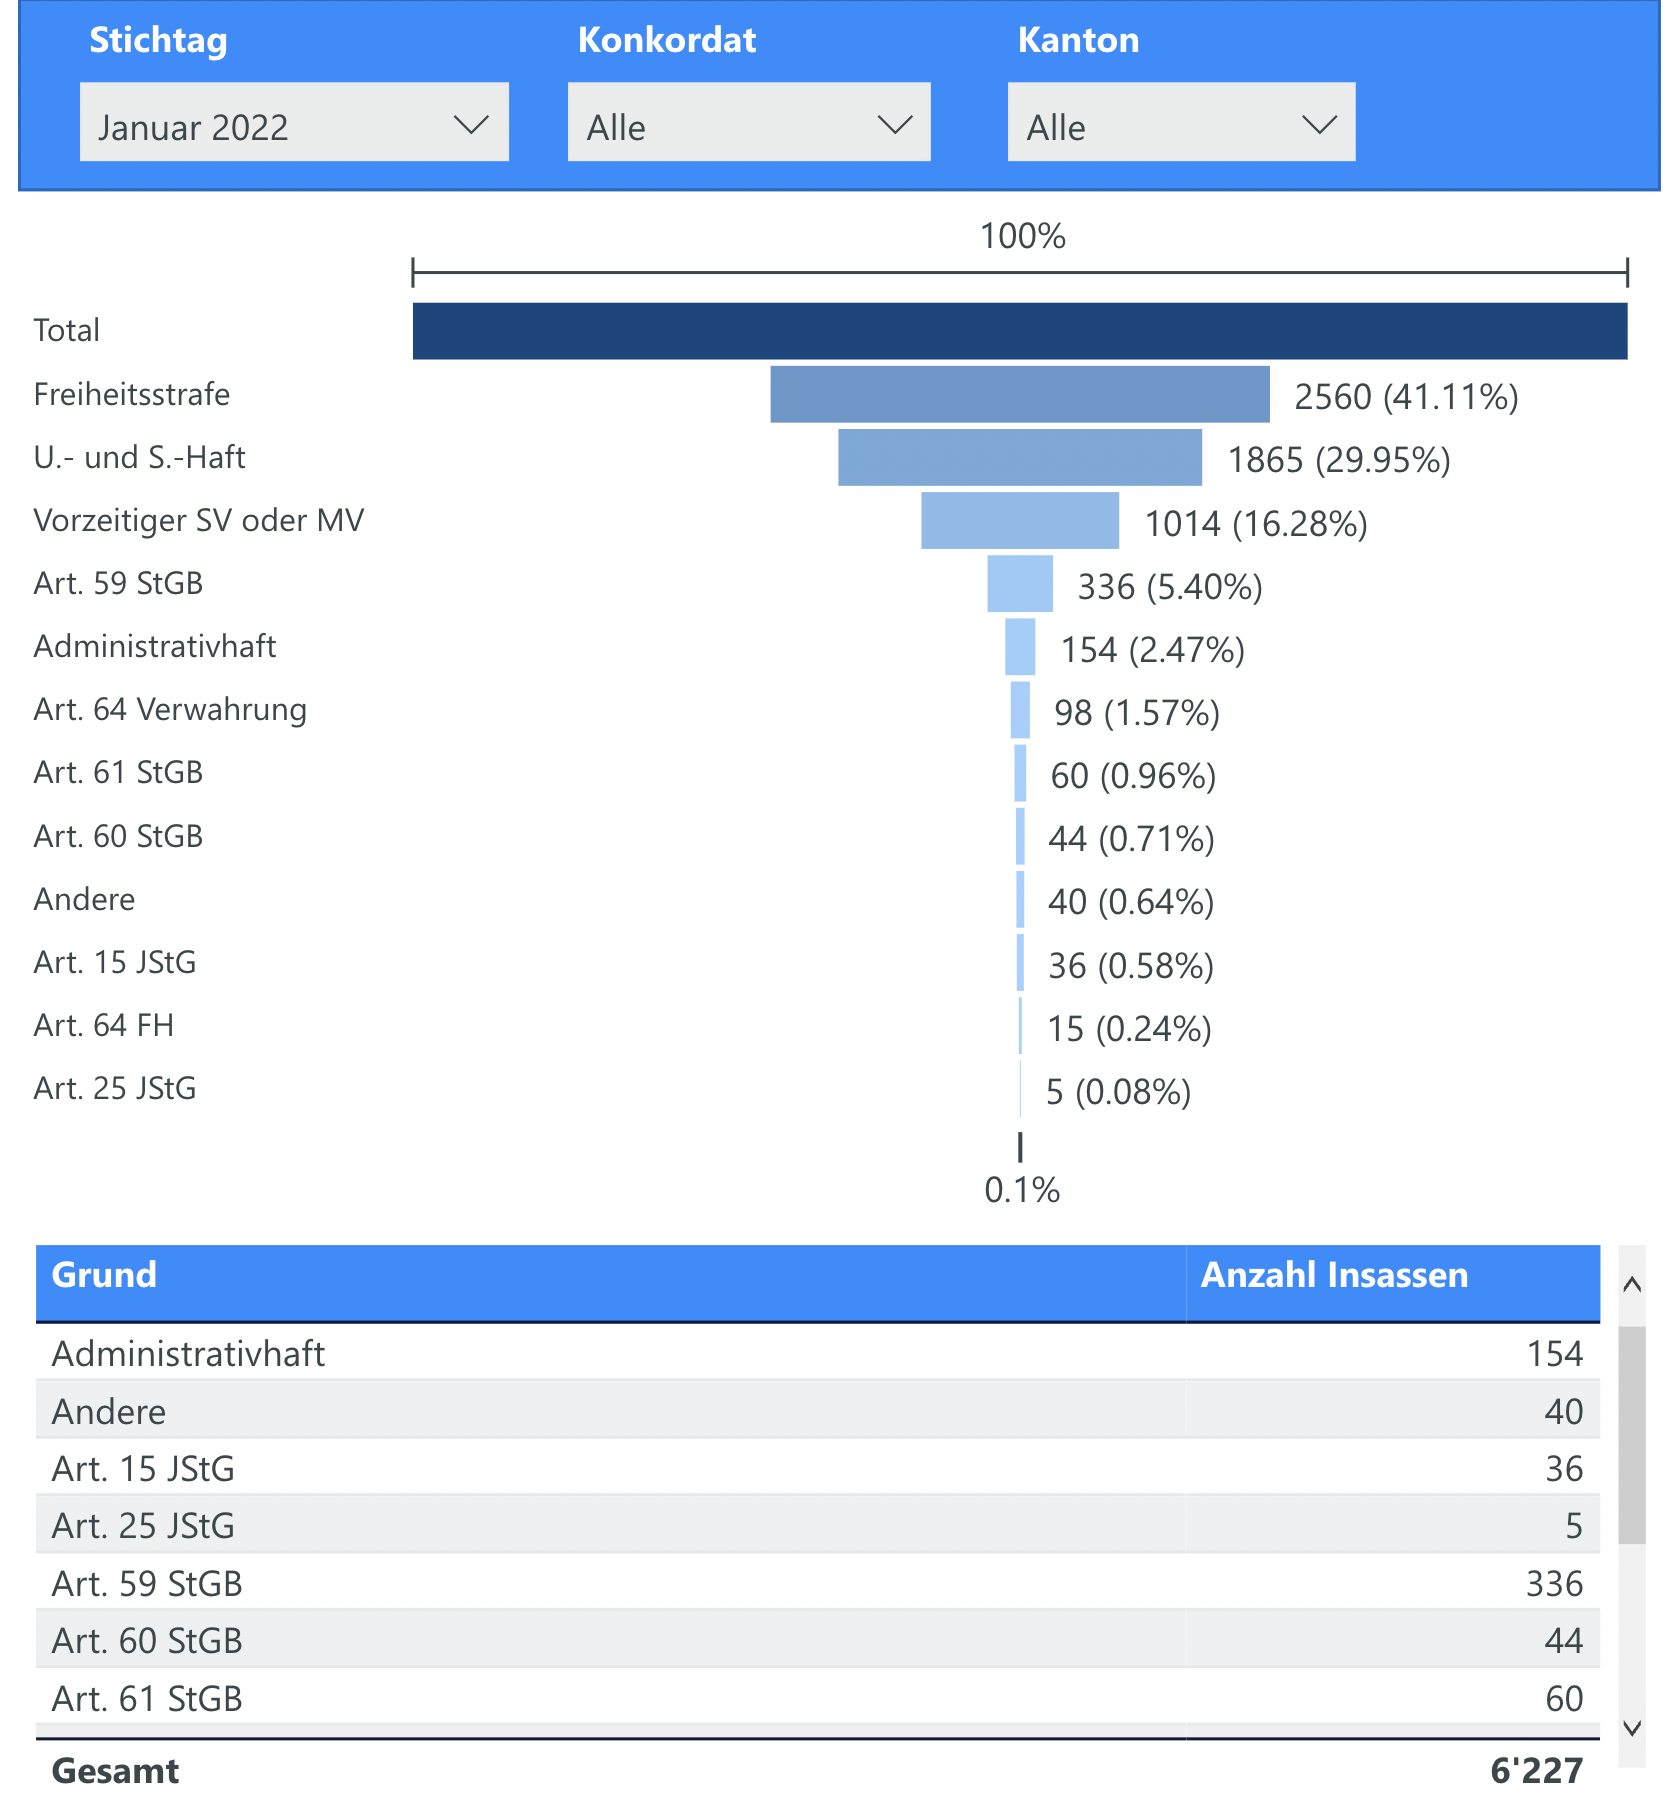 Stichtag Konkordat Kanton
Januar 2022 Alle Alle
100%
Total
Freiheitsstrafe 2560 (41.11%)
U.- und S.-Haft 1865 (29.95%)
Vorzeitiger SV oder MV 1014 (16.28%)
Art. 59 StGB 336 (5.40%)
Administrativhaft 154 (2.47%)
Art. 64 Verwahrung 98 (1.57%)
Art. 61 StGB 60 (0.96%)
Art. 60 StGB 44 (0.71%)
Andere 40 (0.64%)
Art. 15 JStG 36 (0.58%)
Art. 64 FH 15 (0.24%)
Art. 25 JStG 5 (0.08%)
0.1%
Grund Anzahl Insassen
Administrativhaft 154
Andere 40
Art. 15 JStG 36
Art. 25 JStG 5
Art. 59 StGB 336
Art. 60 StGB 44
Art. 61 StGB 60
Gesamt 6'227